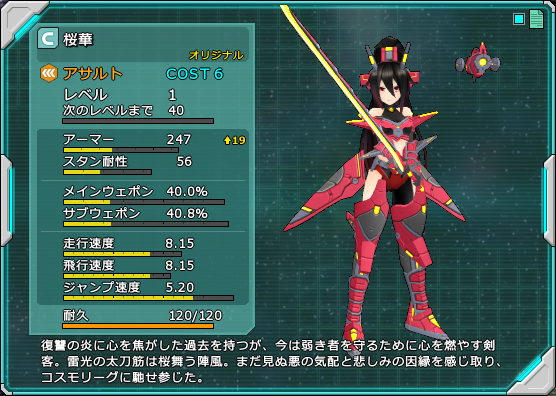 C 桜華
オリジナル
アサルト COST 6
レベル 1
次のレベルまで 40
アーマー 247 19
スタン耐性 56
メインウェポン 40.0%
サブウェポン 40.8%
走行速度 8.15
飛行速度 8.15
ジャンプ速度 5.20
耐久 120/120
復讐の炎に心を焦がした過去を持つが、今は弱き者を守るために心を燃やす剣
客。雷光の太刀筋は桜舞う陣風。まだ見ぬ悪の気配と悲しみの因縁を感じ取り、
コスモリーグに馳せ参じた。